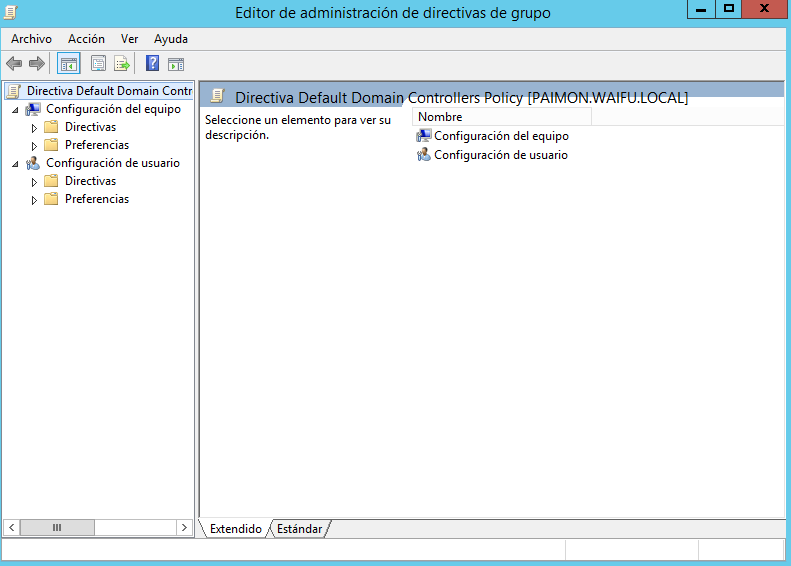 Editor de administración de directivas de grupo
Archivo Acción Ver Ayuda
Directiva Default Domain Contr
Configuración del equipo
Directivas
Preferencias
Configuración de usuario
Directivas
Preferencias
Directiva Default Domain Controllers Policy [PAIMON.WAIFU.LOCAL]
Seleccione un elemento para ver su
descripción.
Nombre
Configuración del equipo
Configuración de usuario
Extendido Estándar